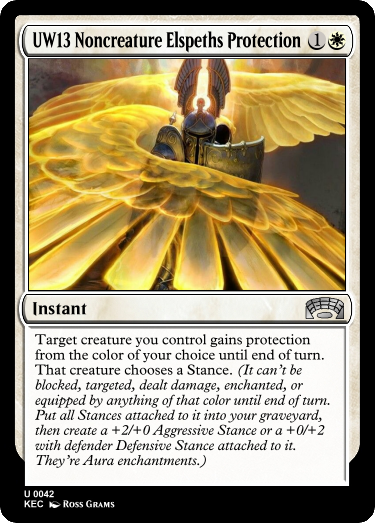 UW13 Noncreature Elspeths Protection 1
Instant
Target creature you control gains protection
from the color of your choice until end of turn.
That creature chooses a Stance. (It can't be
blocked, targeted, dealt damage, enchanted, or
equipped by anything of that color until end of turn.
Put all Stances attached to it into your graveyard,
then create a +2/+0 Aggressive Stance or a +0/+2
with defender Defensive Stance attached to it.
They're Aura enchantments.)
U 0042
KEC Ross Grams